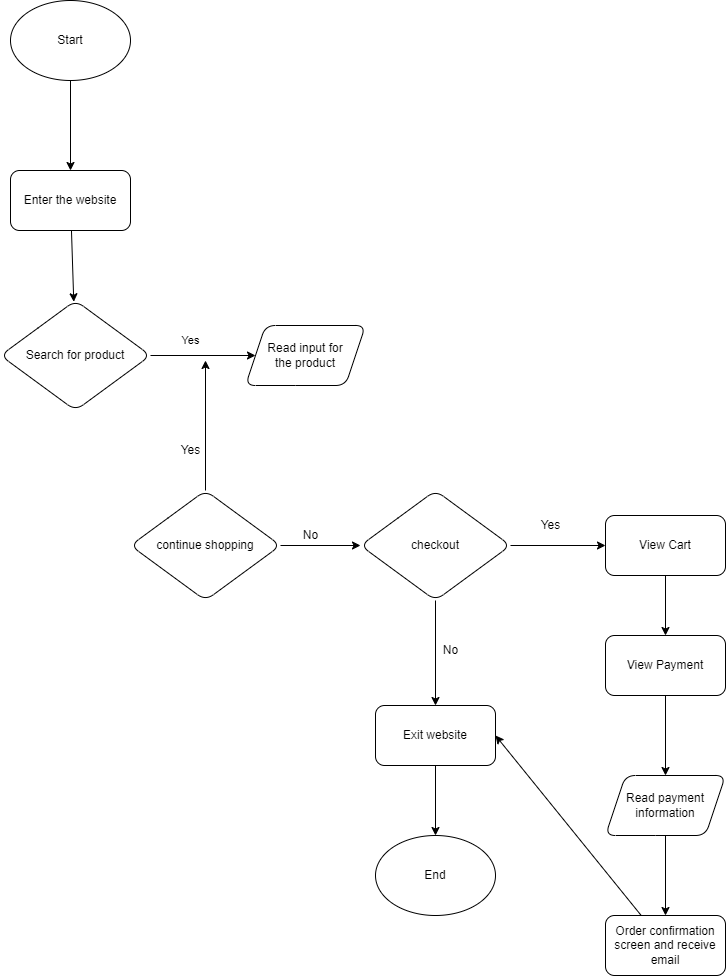 Start
Enter the website
Search for product
Yes
Read input for
the product
Yes
continue shopping
No
checkout
Yes
View Cart
No
View Payment
Exit website
Read payment
information
End
Order confirmation
screen and receive
email